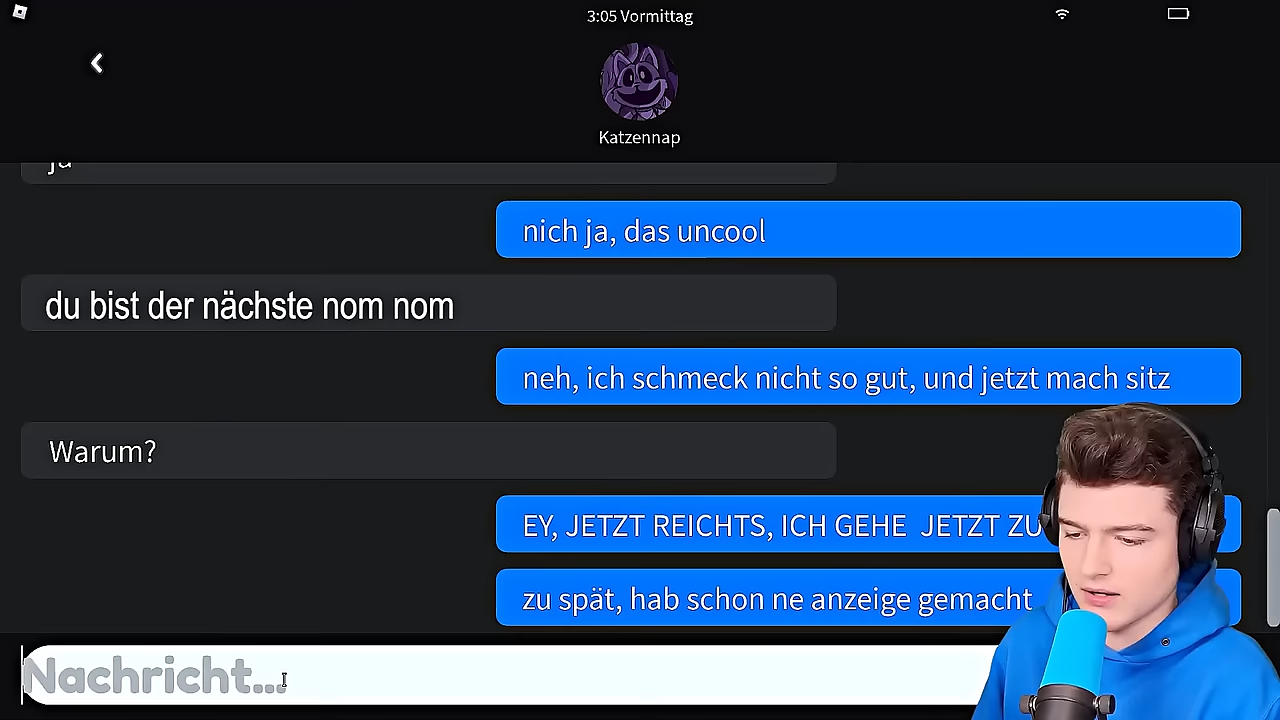 3:05 Vormittag
Katzennap
ja
nich ja, das uncool
du bist der nächste nom nom
neh, ich schmeck nicht so gut, und jetzt mach sitz
Warum?
EY, JETZT REICHTS, ICH GEHE JETZT ZU
zu spät, hab schon ne anzeige gemacht
Nachricht...